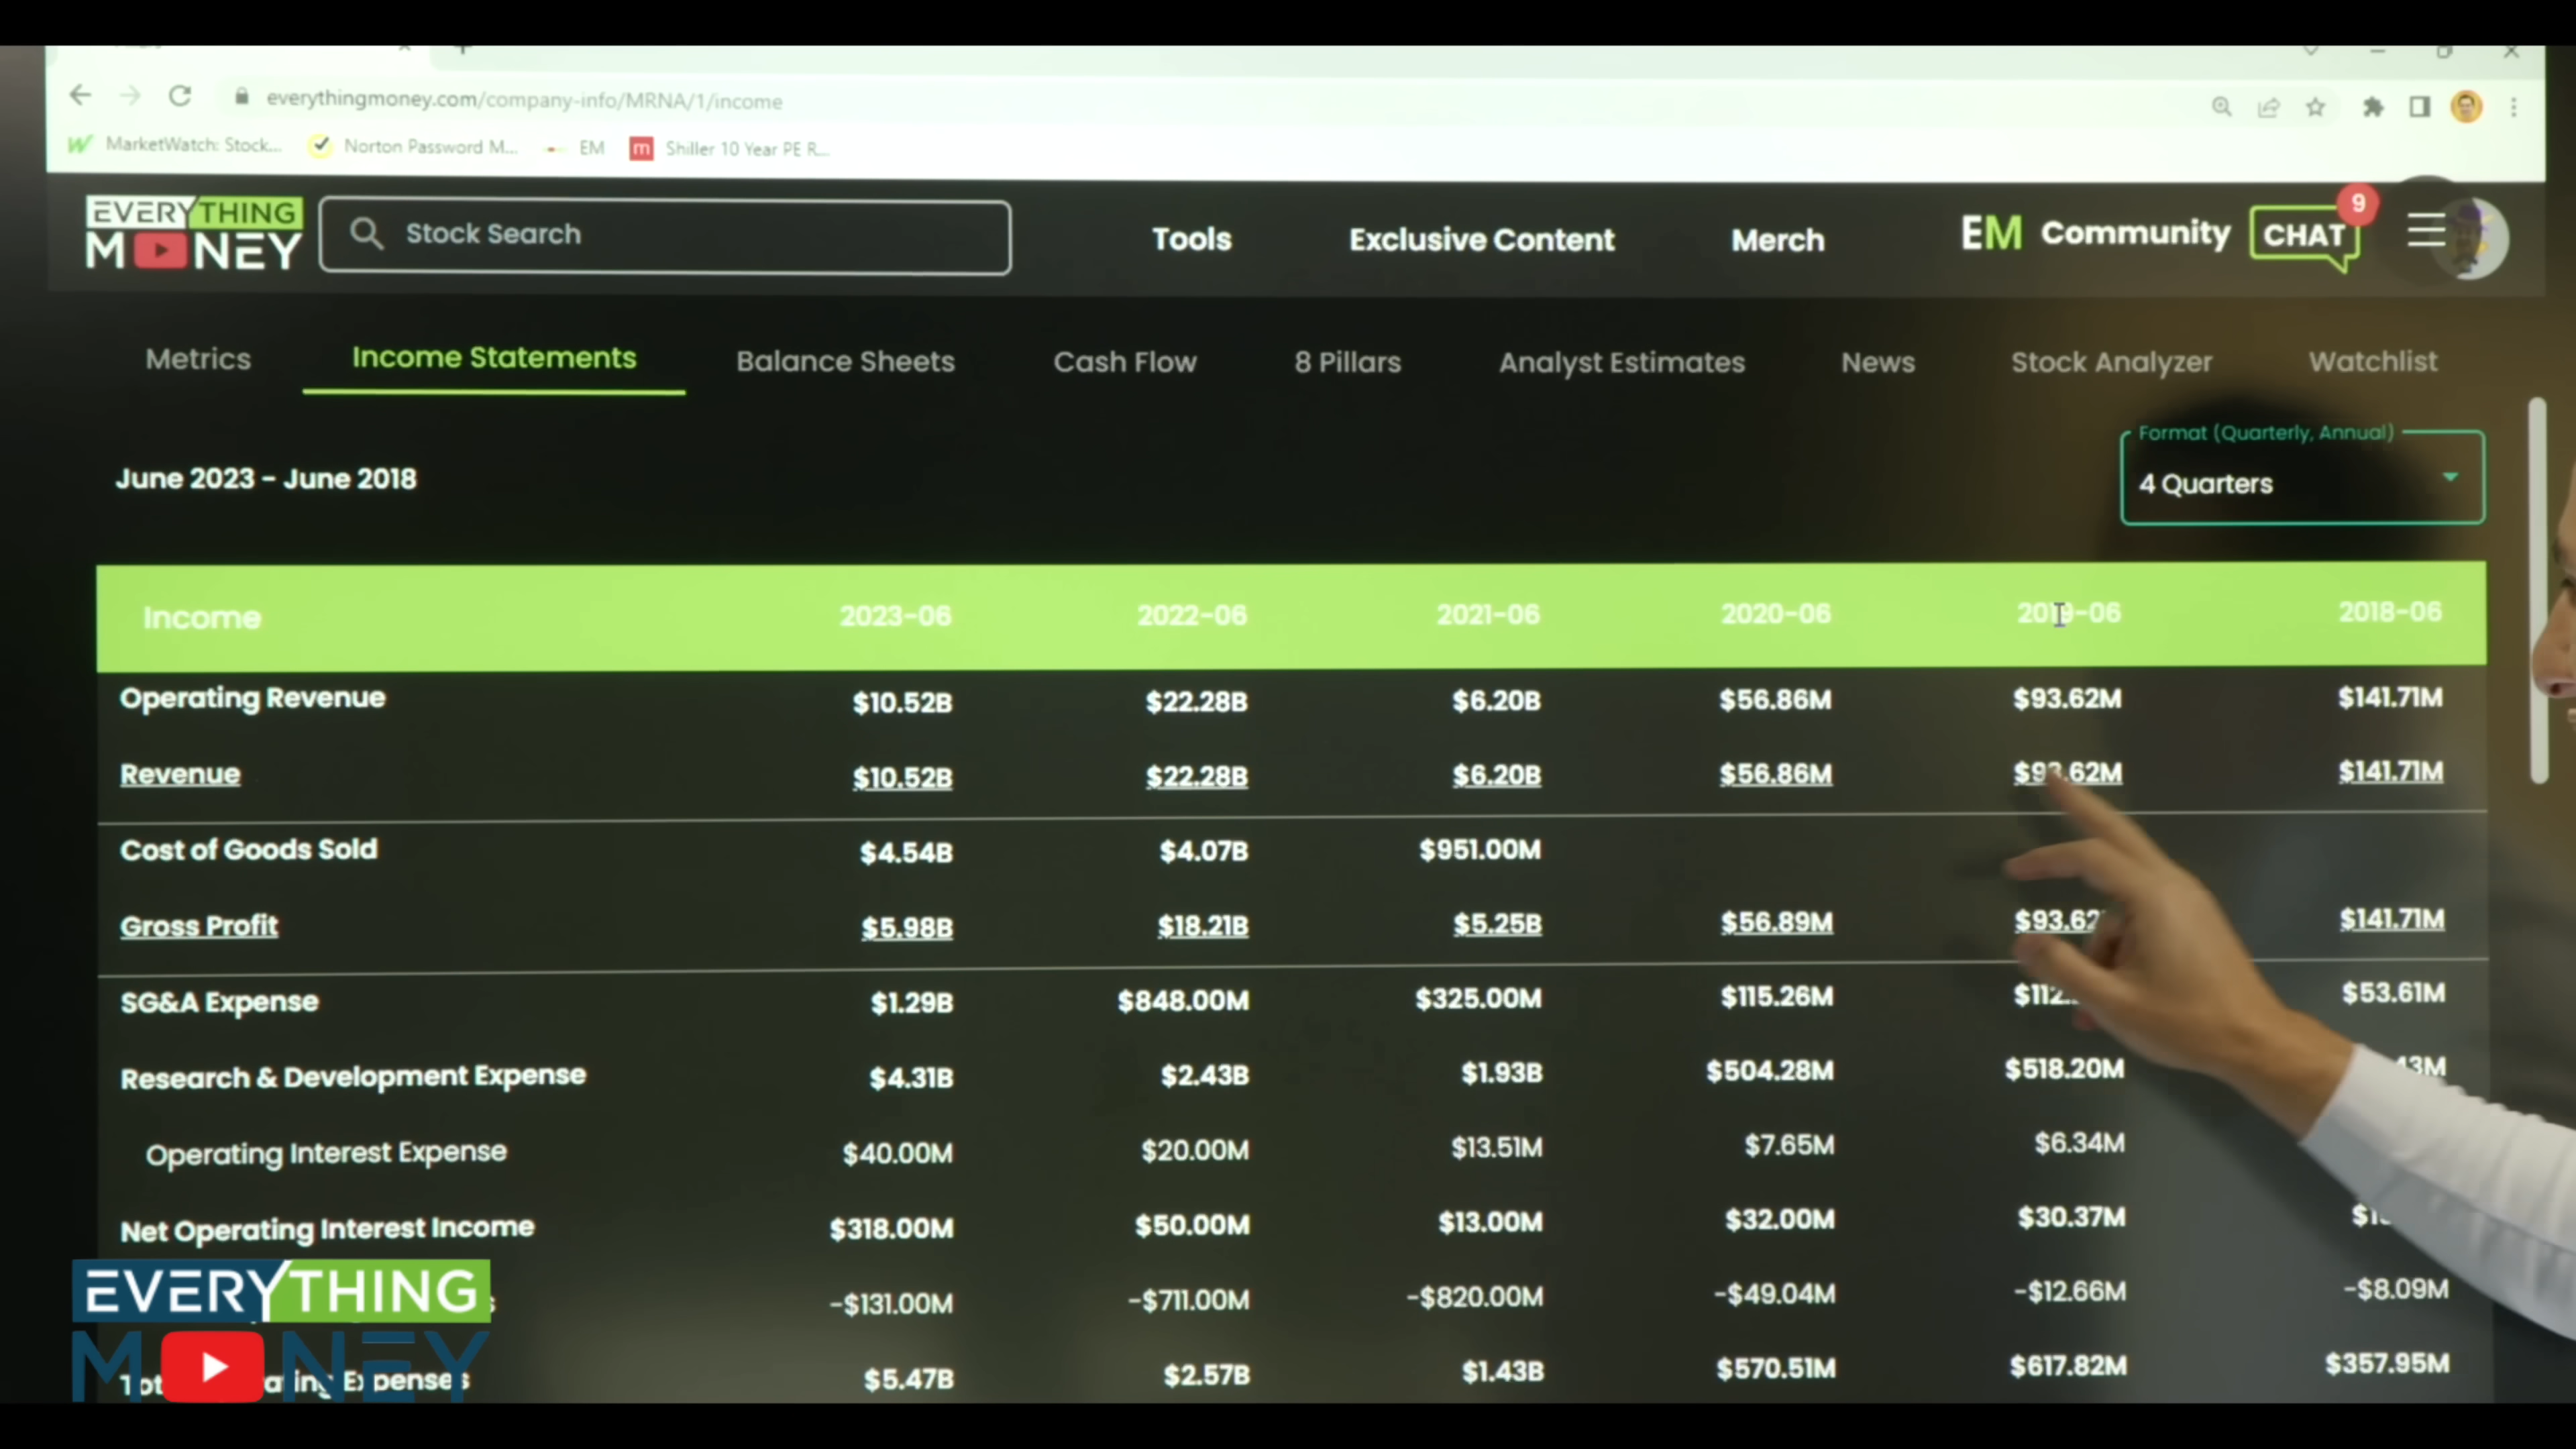 everythingmoney.com/company-info/MRNA/1/income
MarketWatch: Stock... Norton Password M... EM m Shiller 10 Year PE R...
EVERYTHING MONEY Stock Search Tools Exclusive Content Merch EM Community CHAT 9
Metrics Income Statements Balance Sheets Cash Flow 8 Pillars Analyst Estimates News Stock Analyzer Watchlist
Format (Quarterly, Annual)
June 2023 - June 2018 4 Quarters
Income 2023-06 2022-06 2021-06 2020-06 2019-06 2018-06
Operating Revenue $10.52B $22.28B $6.20B $56.86M $93.62M $141.71M
Revenue $10.52B $22.28B $6.20B $56.86M $93.62M $141.71M
Cost of Goods Sold $4.54B $4.07B $951.00M
Gross Profit $5.98B $18.21B $5.25B $56.89M $93.62 $141.71M
SG&A Expense $1.29B $848.00M $325.00M $115.26M $112. $53.61M
Research & Development Expense $4.31B $2.43B $1.93B $504.28M $518.20M
Operating Interest Expense $40.00M $20.00M $13.51M $7.65M $6.34M
Net Operating Interest Income $318.00M $50.00M $13.00M $32.00M $30.37M
-$131.00M -$711.00M -$820.00M -$49.04M -$12.66M -$8.09M
Expenses $5.47B $2.57B $1.43B $570.51M $617.82M $357.95M
EVERYTHING
MONEY